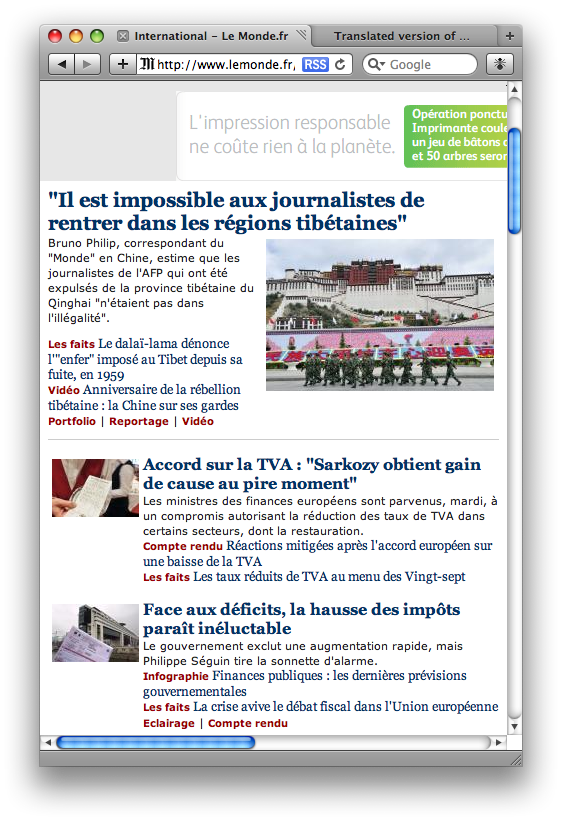 International – Le Monde.fr
Translated version of ...
http://www.lemonde.fr/
RSS
Google
L'impression responsable
ne coûte rien à la planète.
Opération ponctu
Imprimante coule
un jeu de bâtons
et 50 arbres seron
"Il est impossible aux journalistes de
rentrer dans les régions tibétaines"
Bruno Philip, correspondant du
"Monde" en Chine, estime que les
journalistes de l'AFP qui ont été
expulsés de la province tibétaine du
Qinghai "n'étaient pas dans
l'illégalité".
Les faits Le dalaï-lama dénonce
l'"enfer" imposé au Tibet depuis sa
fuite, en 1959
Vidéo Anniversaire de la rébellion
tibétaine : la Chine sur ses gardes
Portfolio | Reportage | Vidéo
Accord sur la TVA : "Sarkozy obtient gain
de cause au pire moment"
Les ministres des finances européens sont parvenus, mardi, à
un compromis autorisant la réduction des taux de TVA dans
certains secteurs, dont la restauration.
Compte rendu Réactions mitigées après l'accord européen sur
une baisse de la TVA
Les faits Les taux réduits de TVA au menu des Vingt-sept
Face aux déficits, la hausse des impôts
paraît inéluctable
Le gouvernement exclut une augmentation rapide, mais
Philippe Séguin tire la sonnette d'alarme.
Infographie Finances publiques : les dernières prévisions
gouvernementales
Les faits La crise avive le débat fiscal dans l'Union européenne
Eclairage | Compte rendu